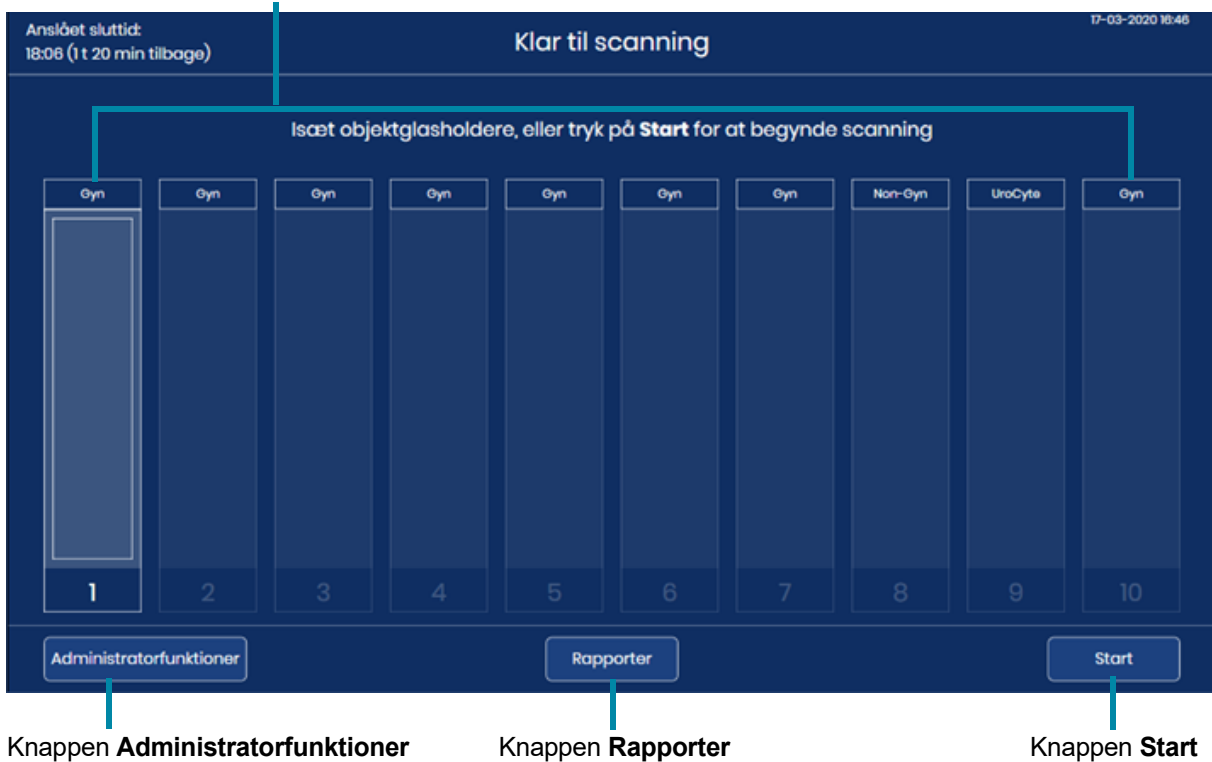 Anslået sluttid:
18:06 (1 t 20 min tilbage)
Klar til scanning
17-03-2020 16:46
Isæt objektglasholdere, eller tryk på Start for at begynde scanning
Gyn Gyn Gyn Gyn Gyn Gyn Gyn Non-Gyn UroCyte Gyn
1 2 3 4 5 6 7 8 9 10
Administratorfunktioner Rapporter Start
Knappen Administratorfunktioner Knappen Rapporter Knappen Start